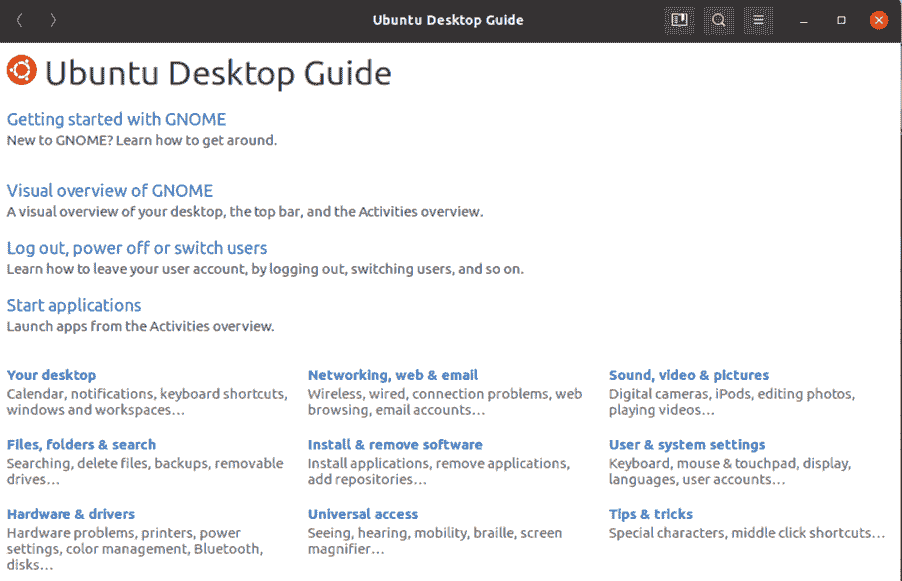 Ubuntu Desktop Guide
Ubuntu Desktop Guide
Getting started with GNOME
New to GNOME? Learn how to get around.
Visual overview of GNOME
A visual overview of your desktop, the top bar, and the Activities overview.
Log out, power off or switch users
Learn how to leave your user account, by logging out, switching users, and so on.
Start applications
Launch apps from the Activities overview.
Your desktop
Calendar, notifications, keyboard shortcuts,
windows and workspaces…
Networking, web & email
Wireless, wired, connection problems, web
browsing, email accounts…
Sound, video & pictures
Digital cameras, iPods, editing photos,
playing videos…
Files, folders & search
Searching, delete files, backups, removable
drives…
Install & remove software
Install applications, remove applications,
add repositories…
User & system settings
Keyboard, mouse & touchpad, display,
languages, user accounts…
Hardware & drivers
Hardware problems, printers, power
settings, color management, Bluetooth,
disks…
Universal access
Seeing, hearing, mobility, braille, screen
magnifier…
Tips & tricks
Special characters, middle click shortcuts…